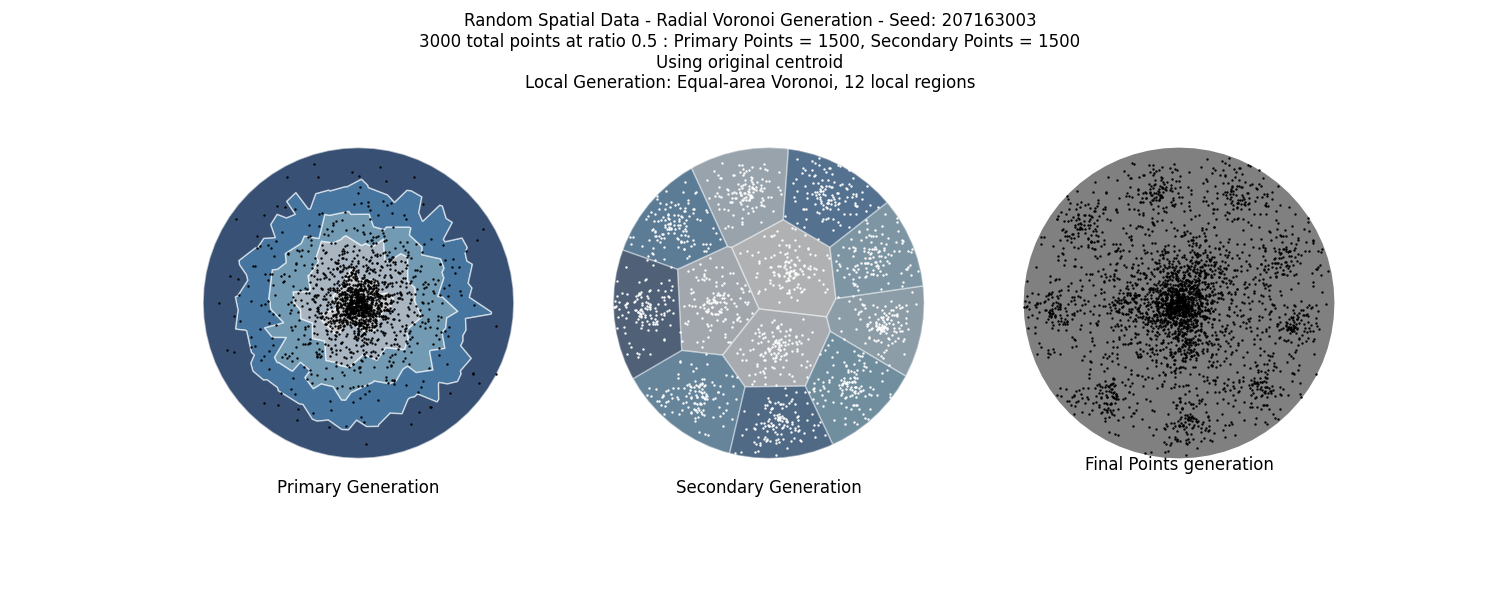 Random Spatial Data - Radial Voronoi Generation - Seed: 207163003
3000 total points at ratio 0.5 : Primary Points = 1500, Secondary Points = 1500
Using original centroid
Local Generation: Equal-area Voronoi, 12 local regions
Primary Generation
Secondary Generation
Final Points generation